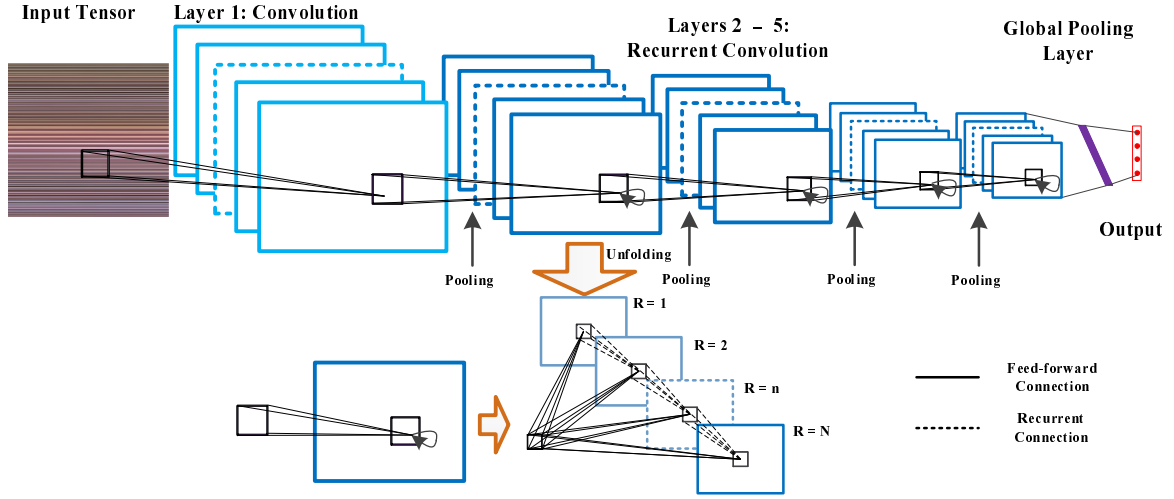 Input Tensor
Layer 1: Convolution
Layers 2 – 5:
Recurrent Convolution
Global Pooling
Layer
Output
Pooling
Unfolding
Pooling
Pooling
Pooling
R = 1
R = 2
R = n
R = N
Feed-forward
Connection
Recurrent
Connection